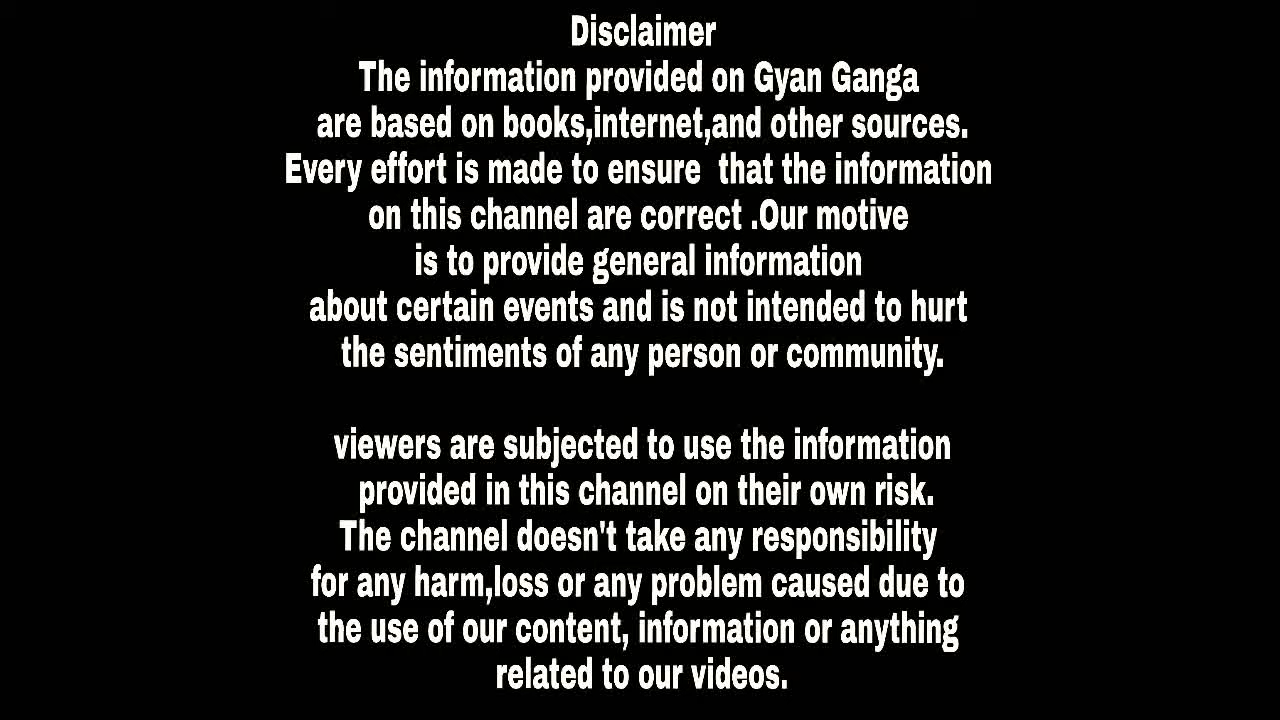 Disclaimer
The information provided on Gyan Ganga
are based on books,internet,and other sources.
Every effort is made to ensure  that the information
on this channel are correct .Our motive
is to provide general information
about certain events and is not intended to hurt
the sentiments of any person or community.
viewers are subjected to use the information
provided in this channel on their own risk.
The channel doesn't take any responsibility
for any harm,loss or any problem caused due to
the use of our content, information or anything
related to our videos.